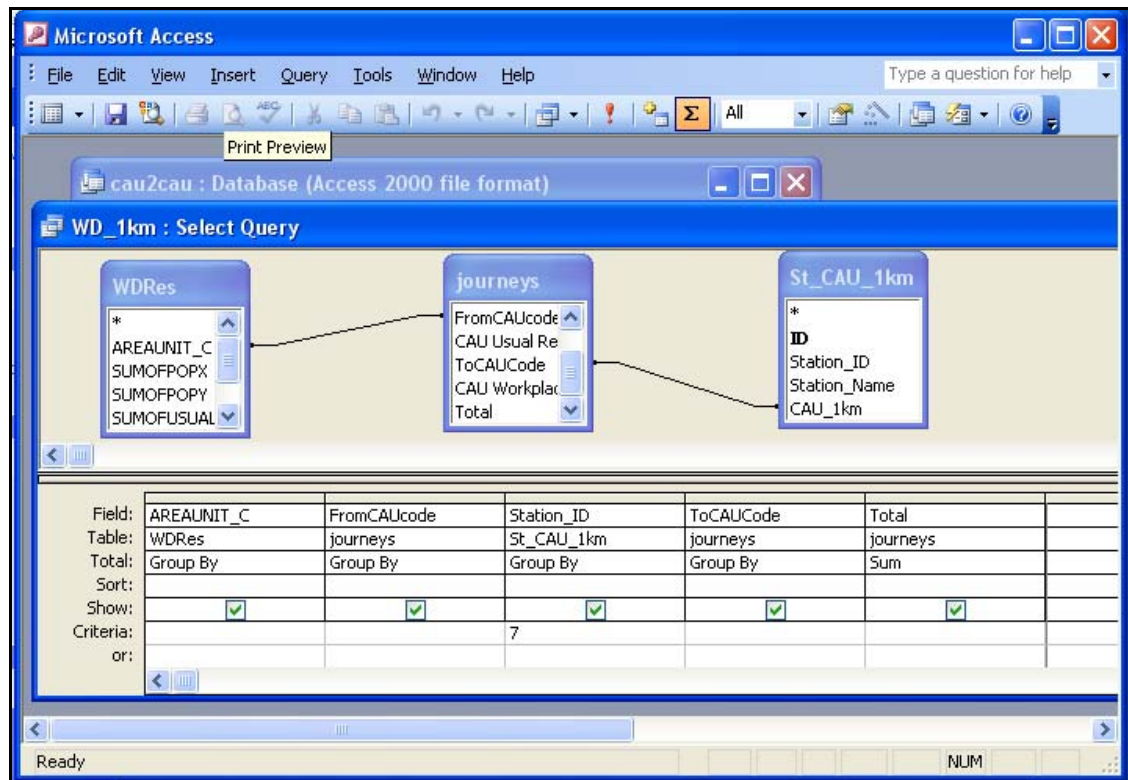 Microsoft Access
File Edit View Insert Query Tools Window Help Type a question for help
ABC Σ All
Print Preview
cau2cau : Database (Access 2000 file format)
WD_1km : Select Query
WDRes journeys St_CAU_1km
* FromCAUcode *
AREAUNIT_C CAU Usual Re ID
SUMOFPOPX ToCAUCode Station_ID
SUMOFPOPY CAU Workplac Station_Name
SUMOFUSUAL Total CAU_1km
Field: AREAUNIT_C FromCAUcode Station_ID ToCAUCode Total
Table: WDRes journeys St_CAU_1km journeys journeys
Total: Group By Group By Group By Group By Sum
Sort:
Show:
Criteria: 7
or:
Ready NUM